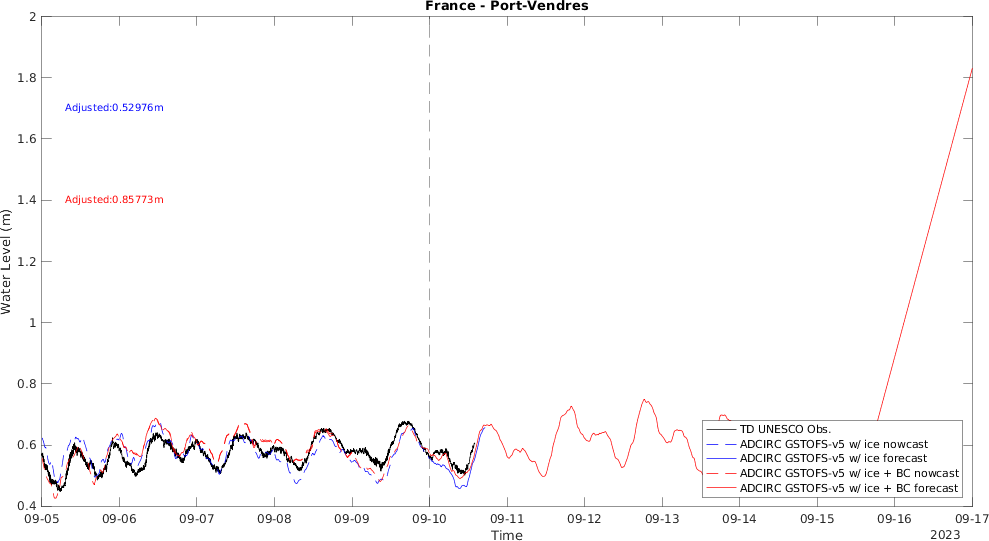 France - Port-Vendres
Water Level (m)
2
1.8
1.6
1.4
1.2
1
0.8
0.6
0.4
Adjusted:0.52976m
Adjusted:0.85773m
TD UNESCO Obs.
ADCIRC GSTOFS-v5 w/ ice nowcast
ADCIRC GSTOFS-v5 w/ ice forecast
ADCIRC GSTOFS-v5 w/ ice + BC nowcast
ADCIRC GSTOFS-v5 w/ ice + BC forecast
09-05 09-06 09-07 09-08 09-09 09-10 09-11 09-12 09-13 09-14 09-15 09-16 09-17
Time
2023